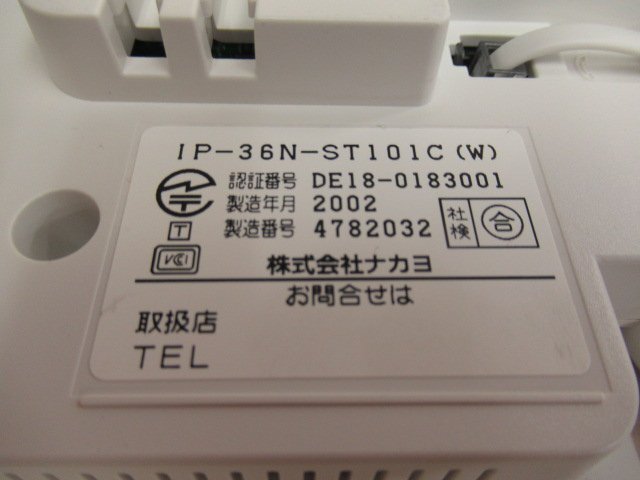 IP-36N-ST101C(W)
認証番号 DE18-0183001
製造年月 2002
T 製造番号 4782032
社検 合
VCI 株式会社ナカヨ
お問合せは
取扱店
TEL